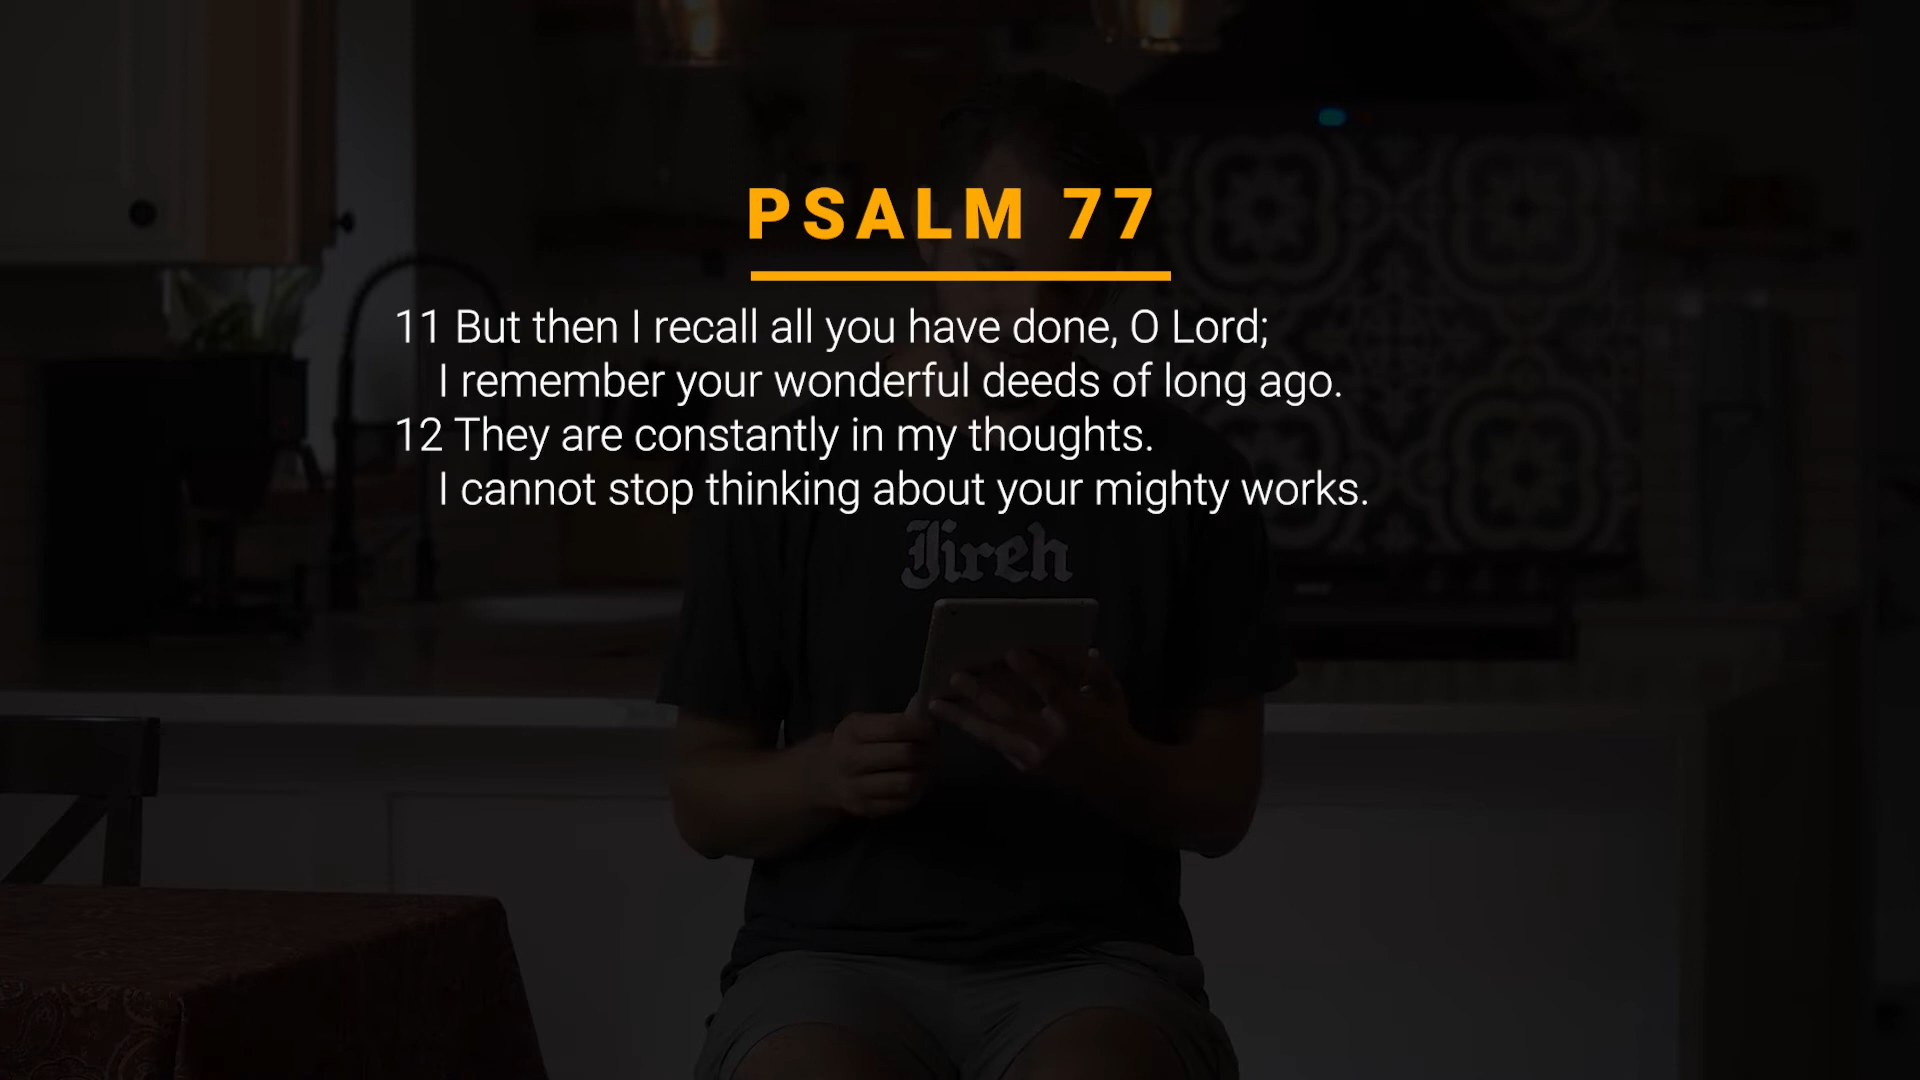 PSALM 77
11 But then I recall all you have done, O Lord;
I remember your wonderful deeds of long ago.
12 They are constantly in my thoughts.
I cannot stop thinking about your mighty works.
Jireh